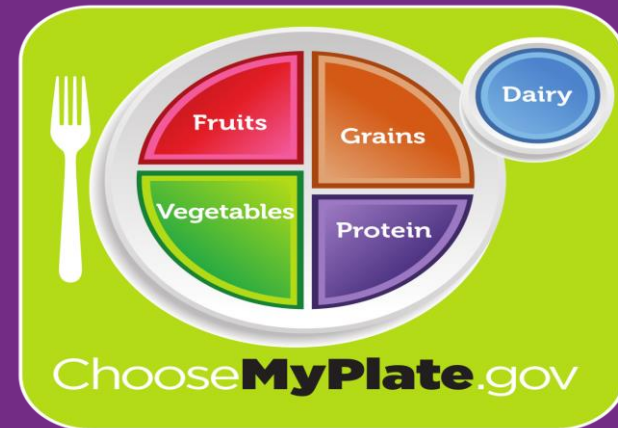 Fruits
Grains
Dairy
Vegetables
Protein
ChooseMyPlate.gov